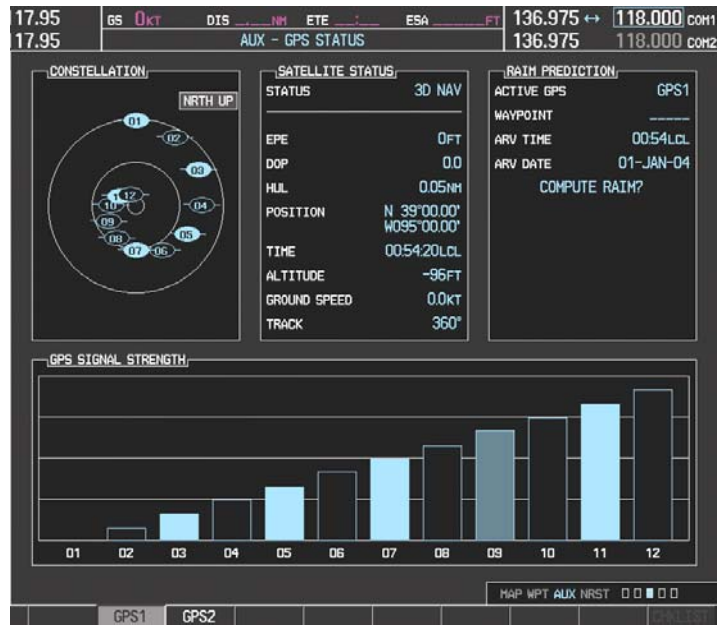 17.95 GS 0KT DIS __.__NM ETE __:__ ESA _____FT 136.975 ↔ 118.000 COM1
17.95 AUX - GPS STATUS 136.975 118.000 COM2
CONSTELLATION
NRTH UP
01
02
03
12
10
04
09
05
08
07
06
SATELLITE STATUS
STATUS 3D NAV
EPE 0FT
DOP 0.0
HUL 0.05NM
POSITION N 39°00.00'
W095°00.00'
TIME 00:54:20LCL
ALTITUDE -96FT
GROUND SPEED 0.0KT
TRACK 360°
RAIM PREDICTION
ACTIVE GPS GPS1
WAYPOINT _____
ARV TIME 00:54LCL
ARV DATE 01-JAN-04
COMPUTE RAIM?
GPS SIGNAL STRENGTH
01 02 03 04 05 06 07 08 09 10 11 12
MAP WPT AUX NRST
GPS1 GPS2 CHKLIST